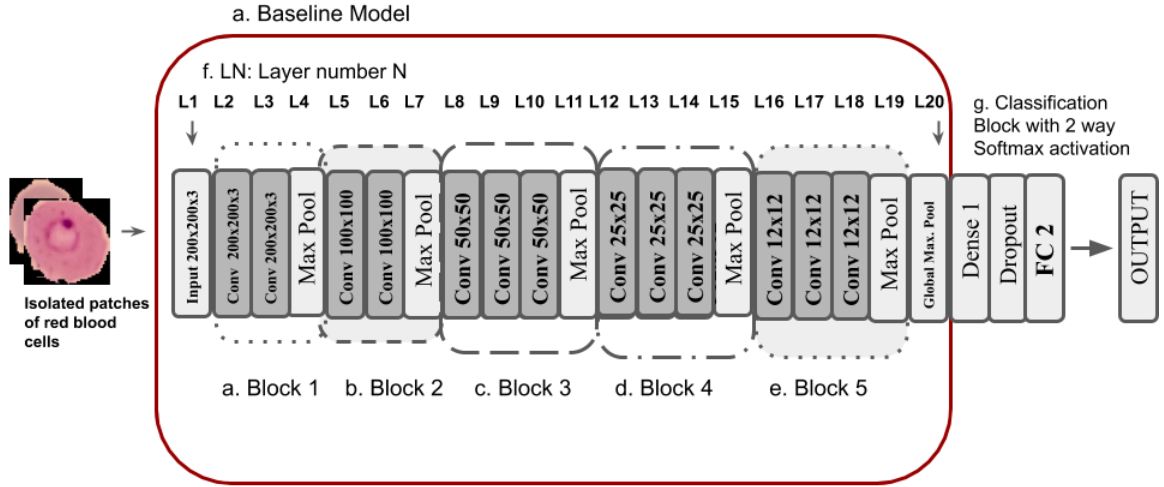 a. Baseline Model
f. LN: Layer number N
L1 L2 L3 L4 L5 L6 L7 L8 L9 L10 L11 L12 L13 L14 L15 L16 L17 L18 L19 L20
g. Classification
Block with 2 way
Softmax activation
Isolated patches
of red blood
cells
Input 200x200x3
Conv 200x200x3
Conv 200x200x3
Max Pool
Conv 100x100
Conv 100x100
Max Pool
Conv 50x50
Conv 50x50
Conv 50x50
Max Pool
Conv 25x25
Conv 25x25
Conv 25x25
Max Pool
Conv 12x12
Conv 12x12
Conv 12x12
Max Pool
Global Max. Pool
Dense 1
Dropout
FC 2
OUTPUT
a. Block 1
b. Block 2
c. Block 3
d. Block 4
e. Block 5